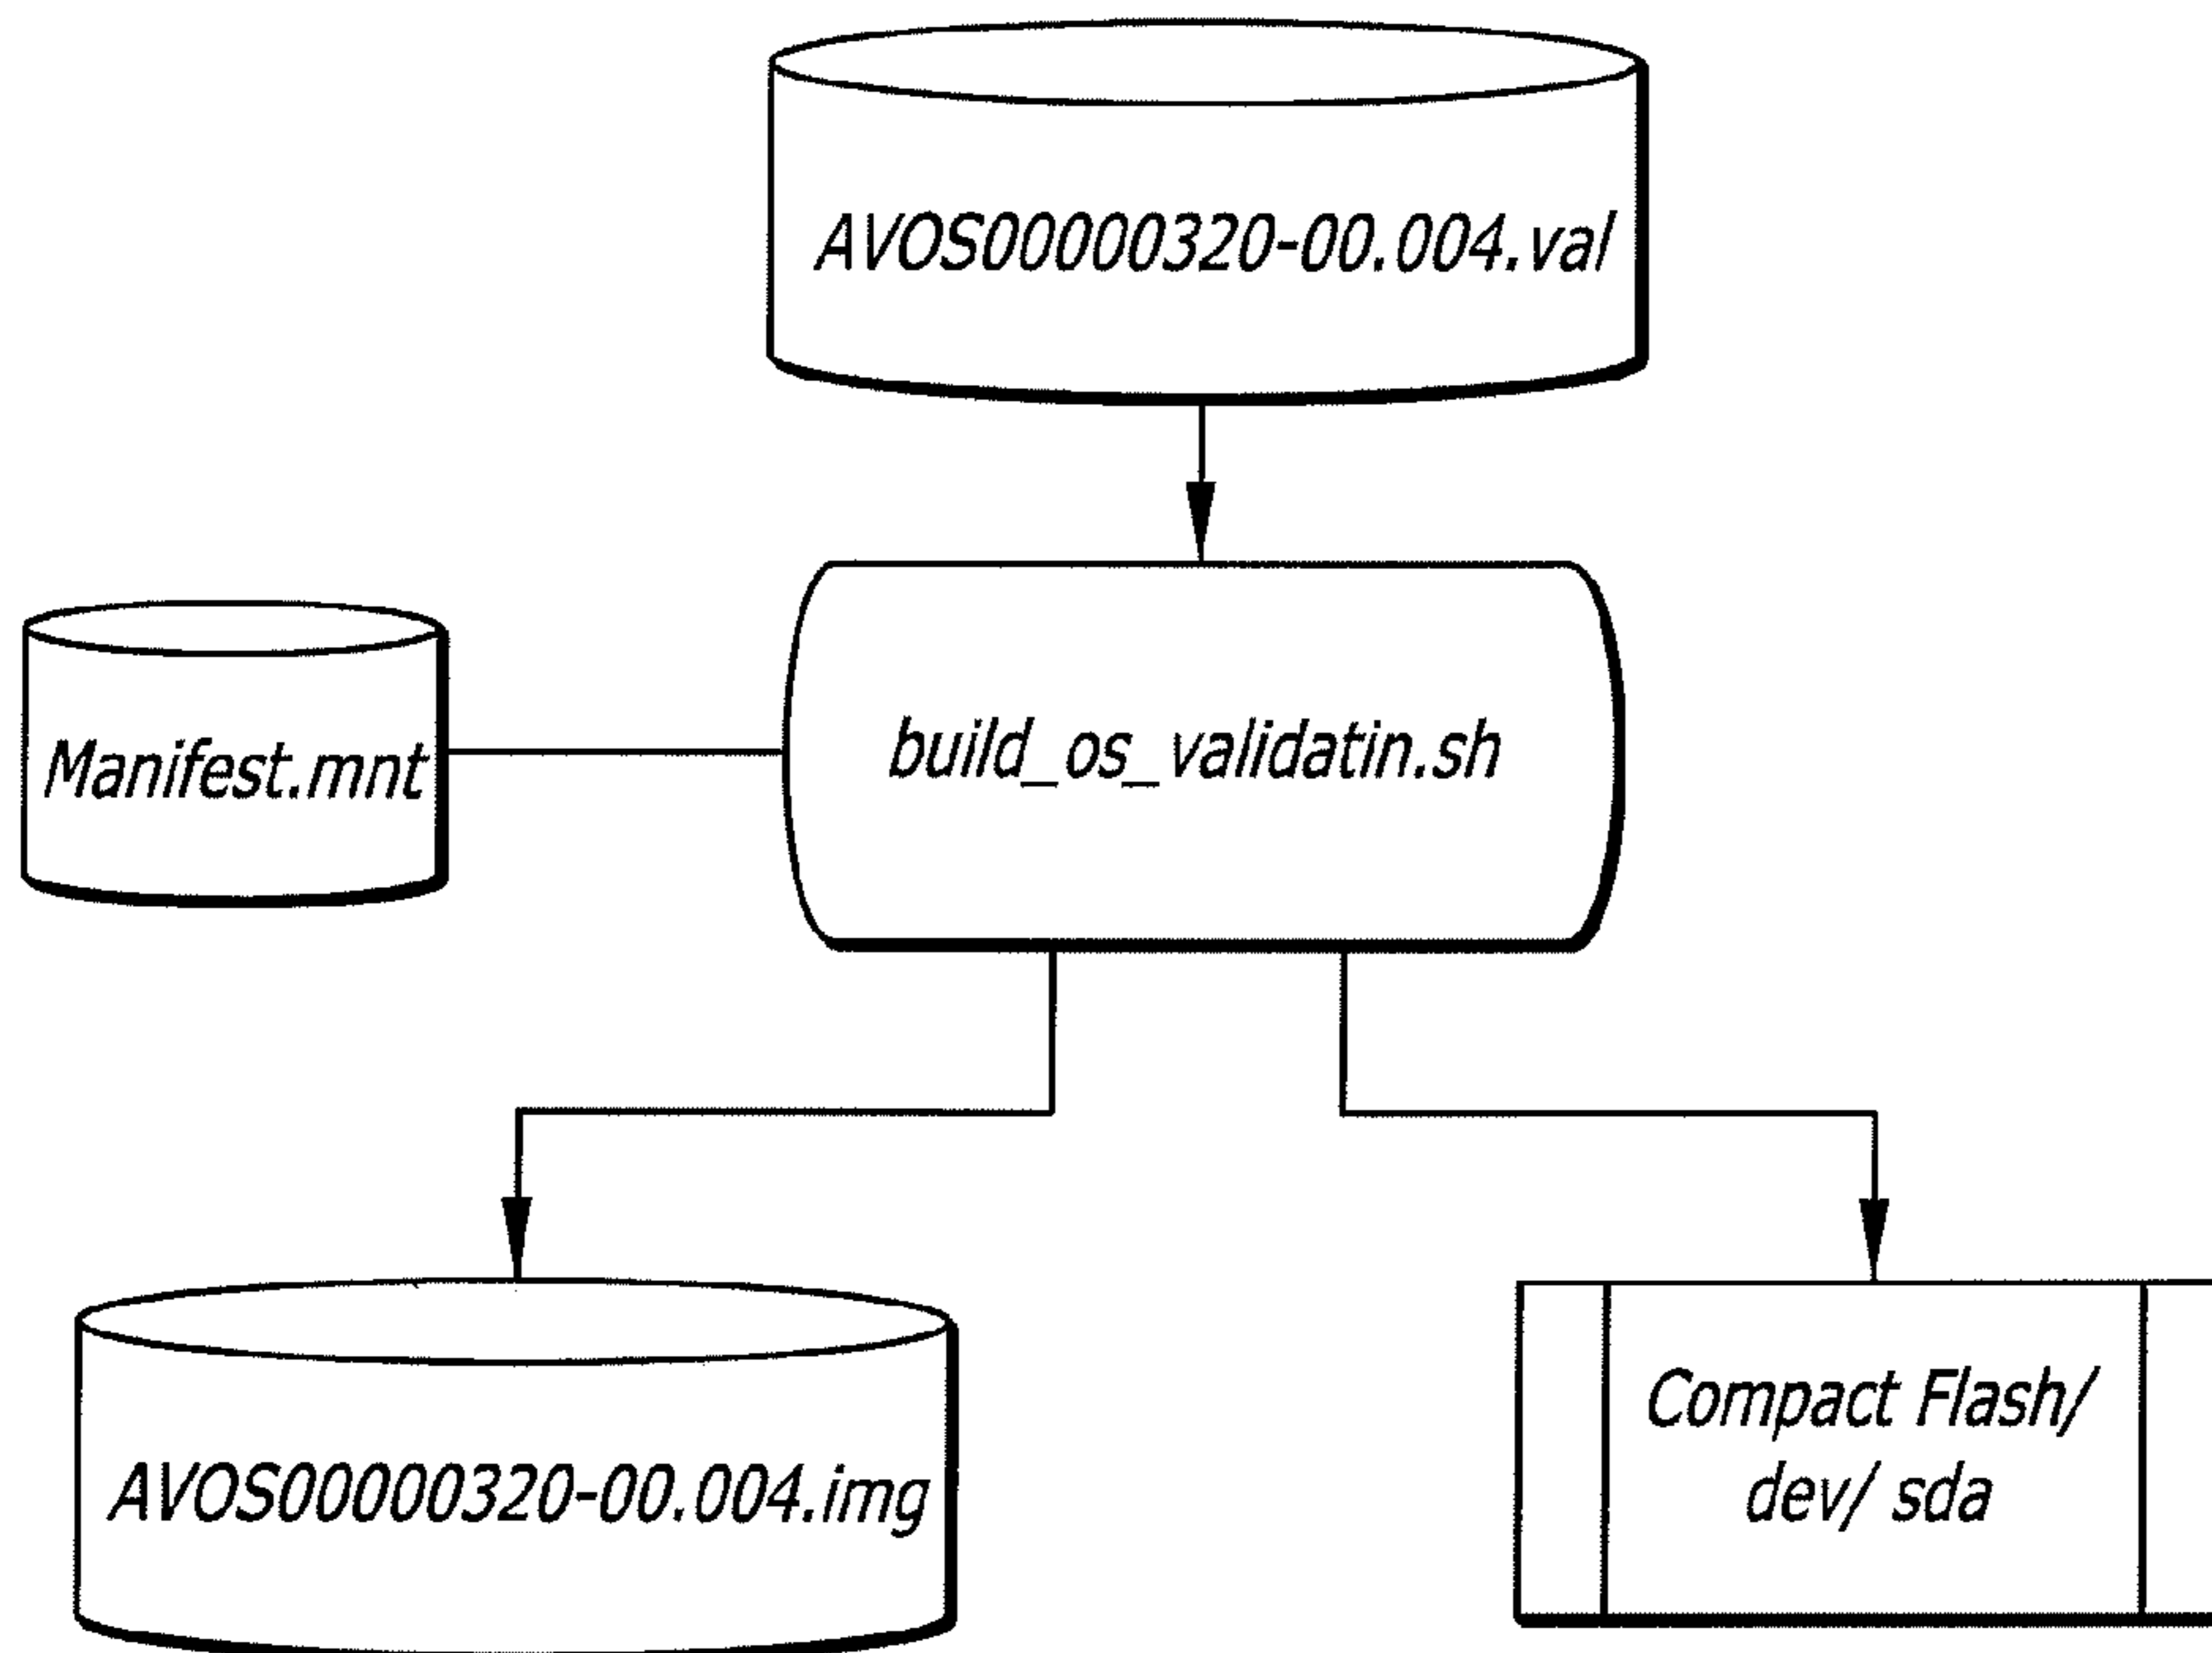 AVOS00000320-00.004.val
Manifest.mnt
build_os_validatin.sh
AVOS00000320-00.004.img
Compact Flash/
dev/ sda